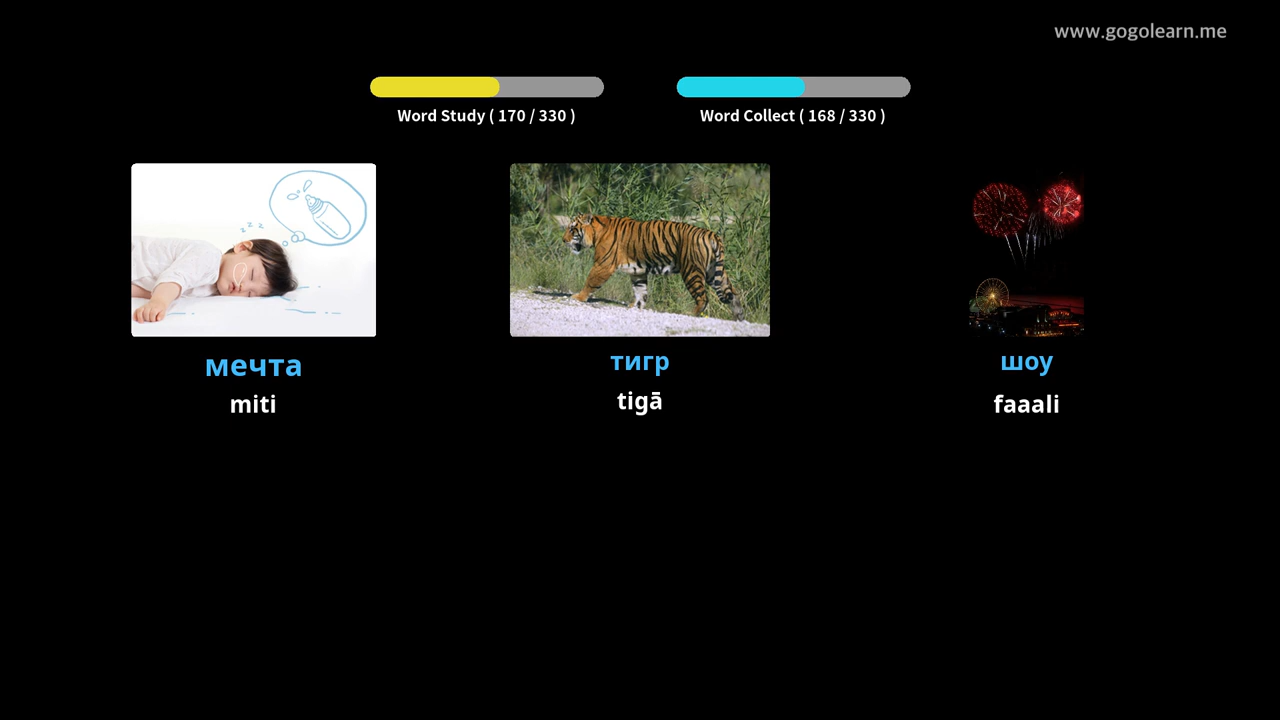 www.gogolearn.me
Word Study ( 170 / 330 )
Word Collect ( 168 / 330 )
z z z
мечта
miti
тигр
tigā
шоу
faaali